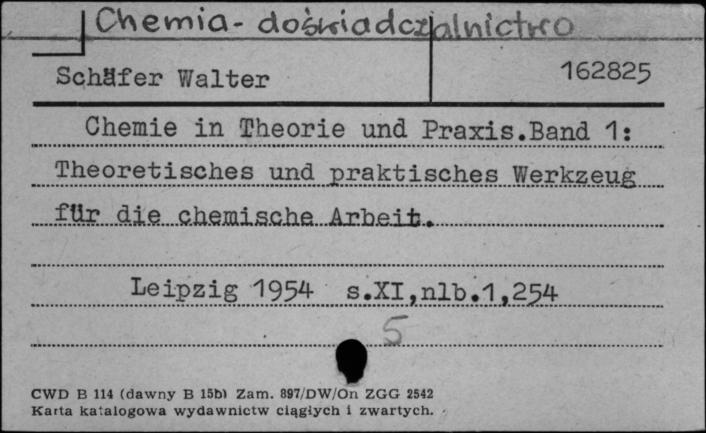 Chemia - doświadczalnictwo
Schäfer Walter
162825
Chemie in Theorie und Praxis.Band 1:
Theoretisches und praktisches Werkzeug
für die chemische Arbeit.
Leipzig 1954 s.XI,nlb.1,254
5
CWD B 114 (dawny B 15b) Zam. 897/DW/On ZGG 2542
Karta katalogowa wydawnictw ciągłych i zwartych.